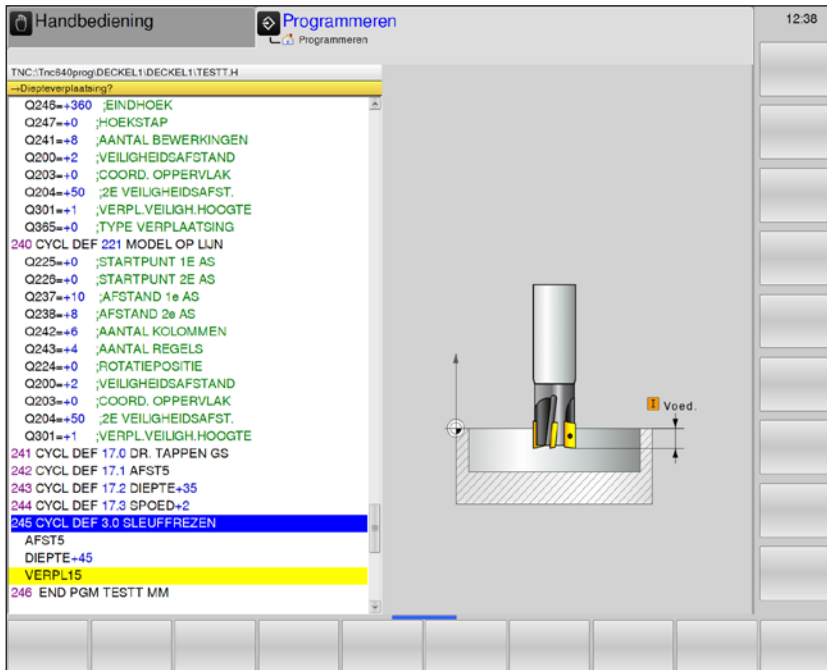 Handbediening
Programmeren
Programmeren
12:38
TNC:\Tnc640prog\DECKEL1\DECKEL1\TESTT.H
→Diepteverplaatsing?
Q246=+360 ;EINDHOEK
Q247=+0 ;HOEKSTAP
Q241=+8 ;AANTAL BEWERKINGEN
Q200=+2 ;VEILIGHEIDSAFSTAND
Q203=+0 ;COORD. OPPERVLAK
Q204=+50 ;2E VEILIGHEIDSAFST.
Q301=+1 ;VERPL.VEILIGH.HOOGTE
Q365=+0 ;TYPE VERPLAATSING
240 CYCL DEF 221 MODEL OP LIJN
Q225=+0 ;STARTPUNT 1E AS
Q226=+0 ;STARTPUNT 2E AS
Q237=+10 ;AFSTAND 1e AS
Q238=+8 ;AFSTAND 2e AS
Q242=+6 ;AANTAL KOLOMMEN
Q243=+4 ;AANTAL REGELS
Q224=+0 ;ROTATIEPOSITIE
Q200=+2 ;VEILIGHEIDSAFSTAND
Q203=+0 ;COORD. OPPERVLAK
Q204=+50 ;2E VEILIGHEIDSAFST.
Q301=+1 ;VERPL.VEILIGH.HOOGTE
241 CYCL DEF 17.0 DR. TAPPEN GS
242 CYCL DEF 17.1 AFST5
243 CYCL DEF 17.2 DIEPTE+35
244 CYCL DEF 17.3 SPOED+2
245 CYCL DEF 3.0 SLEUFFREZEN
AFST5
DIEPTE+45
VERPL15
246 END PGM TESTT MM
I Voed.